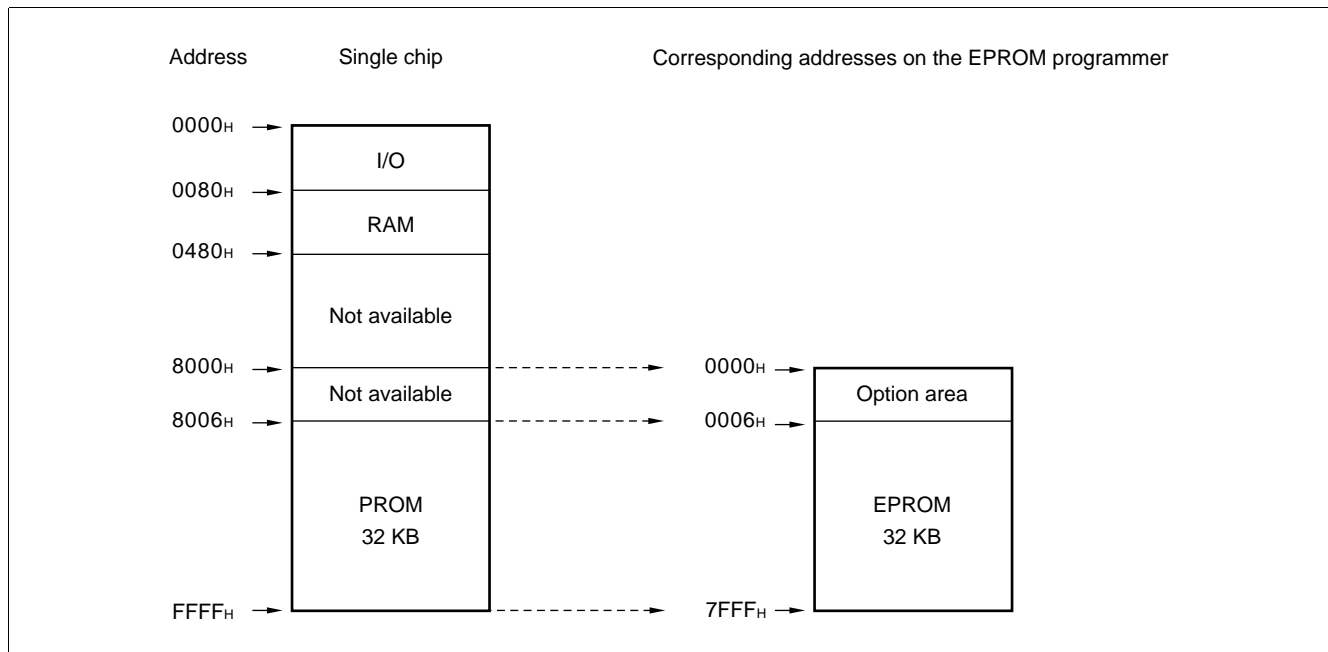 Address Single chip Corresponding addresses on the EPROM programmer
0000H
I/O
0080H
RAM
0480H
Not available
8000H 0000H
Not available Option area
8006H 0006H
PROM EPROM
32 KB 32 KB
FFFFH 7FFFH